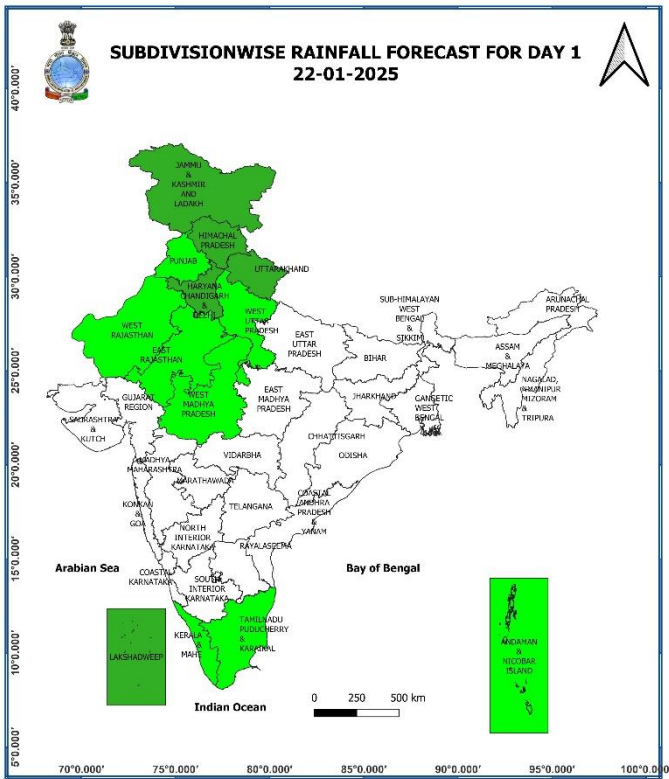 SUBDIVISIONWISE RAINFALL FORECAST FOR DAY 1
22-01-2025
40°0.000'
35°0.000'
30°0.000'
25°0.000'
20°0.000'
15°0.000'
10°0.000'
5°0.000'
JAMMU
&
KASHMIR
AND
LADAKH
HIMACHAL
PRADESH
PUNJAB
UTTARAKHAND
HARYANA
CHANDIGARH
&
DELHI
WEST
UTTAR
PRADESH
WEST
RAJASTHAN
EAST
RAJASTHAN
EAST
UTTAR
PRADESH
SUB-HIMALAYAN
WEST
BENGAL
&
SIKKIM
ARUNACHAL
PRADESH
ASSAM
&
MEGHALAYA
NAGALAD,
MANIPUR
MIZORAM
&
TRIPURA
BIHAR
JHARKHAND
GANGETIC
WEST
BENGAL
GUJARAT
REGION
SAURASHTRA
&
KUTCH
WEST
MADHYA
PRADESH
EAST
MADHYA
PRADESH
CHHATTISGARH
ODISHA
VIDARBHA
MADHYA
MAHARASHTRA
MARATHAWADA
KONKAN
&
GOA
TELANGANA
COASTAL
ANDHRA
PRADESH
&
YANAM
NORTH
INTERIOR
KARNATAKA
RAYALASEEMA
COASTAL
KARNATAKA
SOUTH
INTERIOR
KARNATAKA
Arabian Sea
Bay of Bengal
KERALA
&
MAHE
TAMILNADU
PUDUCHERRY
&
KARAIKAL
LAKSHADWEEP
ANDAMAN
&
NICOBAR
ISLAND
Indian Ocean
0 250 500 km
70°0.000' 75°0.000' 80°0.000' 85°0.000' 90°0.000' 95°0.000' 100°0.000'